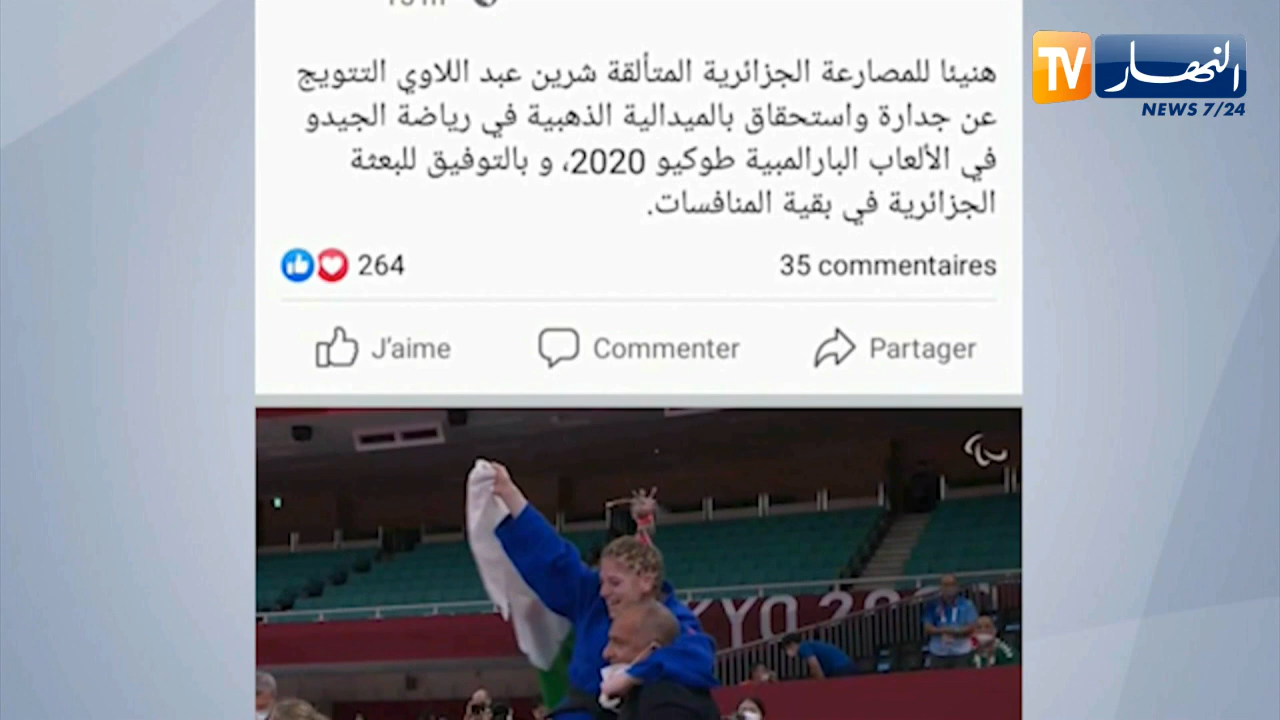 TV النهار
NEWS 7/24
هنيئا للمصارعة الجزائرية المتألقة شرين عبد اللاوي التتويج
عن جدارة واستحقاق بالميدالية الذهبية في رياضة الجيدو
في الألعاب البارالمبية طوكيو 2020، و بالتوفيق للبعثة
الجزائرية في بقية المنافسات.
264
35 commentaires
J’aime
Commenter
Partager